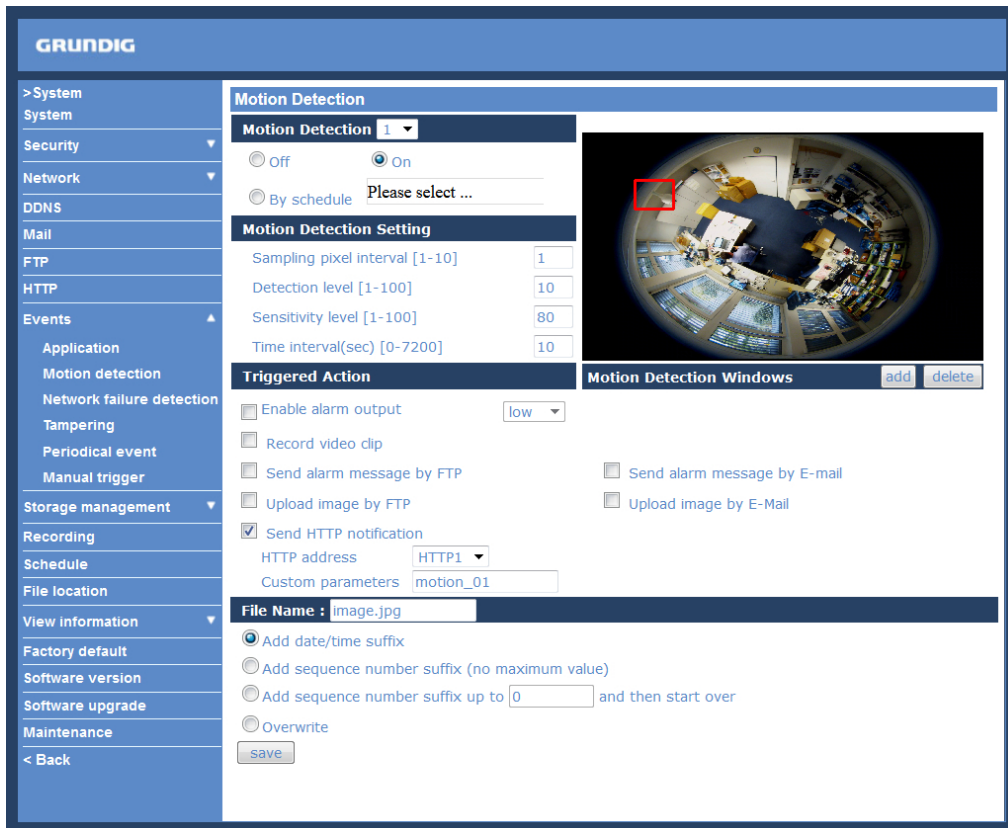 GRUNDIG
>System
System
Security
Network
DDNS
Mail
FTP
HTTP
Events
Application
Motion detection
Network failure detection
Tampering
Periodical event
Manual trigger
Storage management
Recording
Schedule
File location
View information
Factory default
Software version
Software upgrade
Maintenance
< Back
Motion Detection
Motion Detection 1
Off On
By schedule Please select ...
Motion Detection Setting
Sampling pixel interval [1-10] 1
Detection level [1-100] 10
Sensitivity level [1-100] 80
Time interval(sec) [0-7200] 10
Motion Detection Windows add delete
Triggered Action
Enable alarm output low
Record video clip
Send alarm message by FTP Send alarm message by E-mail
Upload image by FTP Upload image by E-Mail
Send HTTP notification
HTTP address HTTP1
Custom parameters motion_01
File Name : image.jpg
Add date/time suffix
Add sequence number suffix (no maximum value)
Add sequence number suffix up to 0 and then start over
Overwrite
save